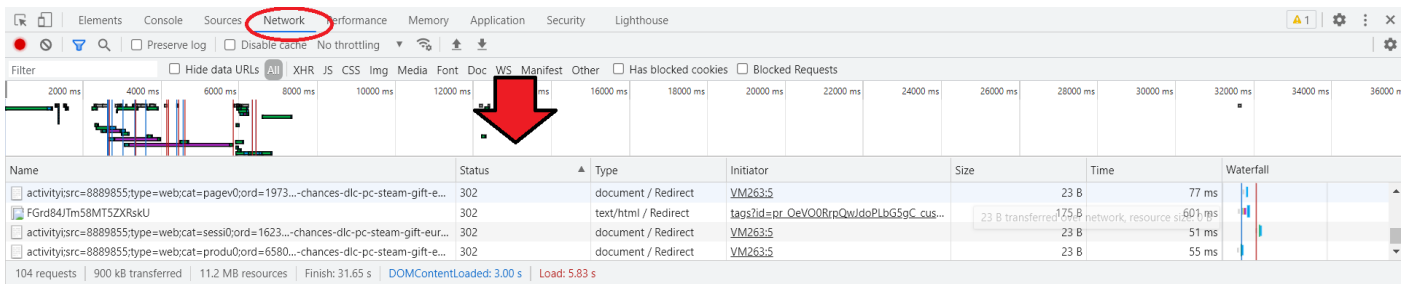 Elements Console Sources Network Performance Memory Application Security Lighthouse 1
Preserve log Disable cache No throttling
Filter Hide data URLs All XHR JS CSS Img Media Font Doc WS Manifest Other Has blocked cookies Blocked Requests
2000 ms 4000 ms 6000 ms 8000 ms 10000 ms 12000 ms ms 16000 ms 18000 ms 20000 ms 22000 ms 24000 ms 26000 ms 28000 ms 30000 ms 32000 ms 34000 ms 36000 m
Name Status Type Initiator Size Time Waterfall
activityi;src=8889855;type=web;cat=pagev0;ord=1973...-chances-dlc-pc-steam-gift-e... 302 document / Redirect VM263:5 23 B 77 ms
FGrd84JTm58MT5ZXRskU 302 text/html / Redirect tags?id=pr_OeVO0RrpQwJdoPLbG5gC_cus... 175 B 601 ms
23 B transferred over network, resource size: 0 B
activityi;src=8889855;type=web;cat=sessi0;ord=1623...-chances-dlc-pc-steam-gift-eur... 302 document / Redirect VM263:5 23 B 51 ms
activityi;src=8889855;type=web;cat=produ0;ord=6580...-chances-dlc-pc-steam-gift-eur... 302 document / Redirect VM263:5 23 B 55 ms
104 requests 900 kB transferred 11.2 MB resources Finish: 31.65 s DOMContentLoaded: 3.00 s Load: 5.83 s